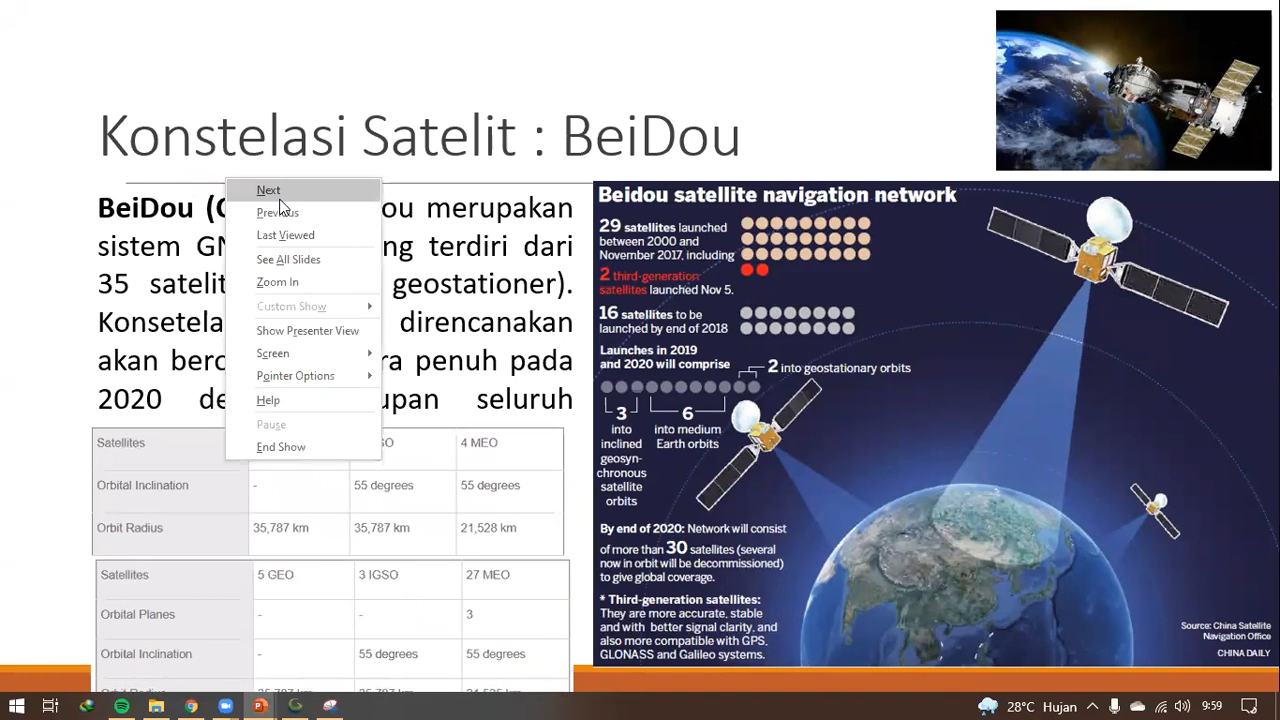 Konstelasi Satelit : BeiDou
BeiDou (C ou merupakan
sistem GN ng terdiri dari
35 satelit geostationer).
Konsetela direncanakan
akan bero ra penuh pada
2020 de upan seluruh
Next
Previous
Last Viewed
See All Slides
Zoom In
Custom Show
Show Presenter View
Screen
Pointer Options
Help
Pause
End Show
Satellites SO 4 MEO
Orbital Inclination - 55 degrees 55 degrees
Orbit Radius 35,787 km 35,787 km 21,528 km
Satellites 5 GEO 3 IGSO 27 MEO
Orbital Planes - - 3
Orbital Inclination - 55 degrees 55 degrees
Beidou satellite navigation network
29 satellites launched
between 2000 and
November 2017, including
2 third-generation
satellites launched Nov 5.
16 satellites to be
launched by end of 2018
Launches in 2019
and 2020 will comprise
2 into geostationary orbits
3
into
inclined
geosyn-
chronous
satellite
orbits
6
into medium
Earth orbits
By end of 2020: Network will consist
of more than 30 satellites (several
now in orbit will be decommissioned)
to give global coverage.
* Third-generation satellites:
They are more accurate, stable
and with better signal clarity, and
also more compatible with GPS,
GLONASS and Galileo systems.
Source: China Satellite
Navigation Office
CHINA DAILY
28°C Hujan
9:59